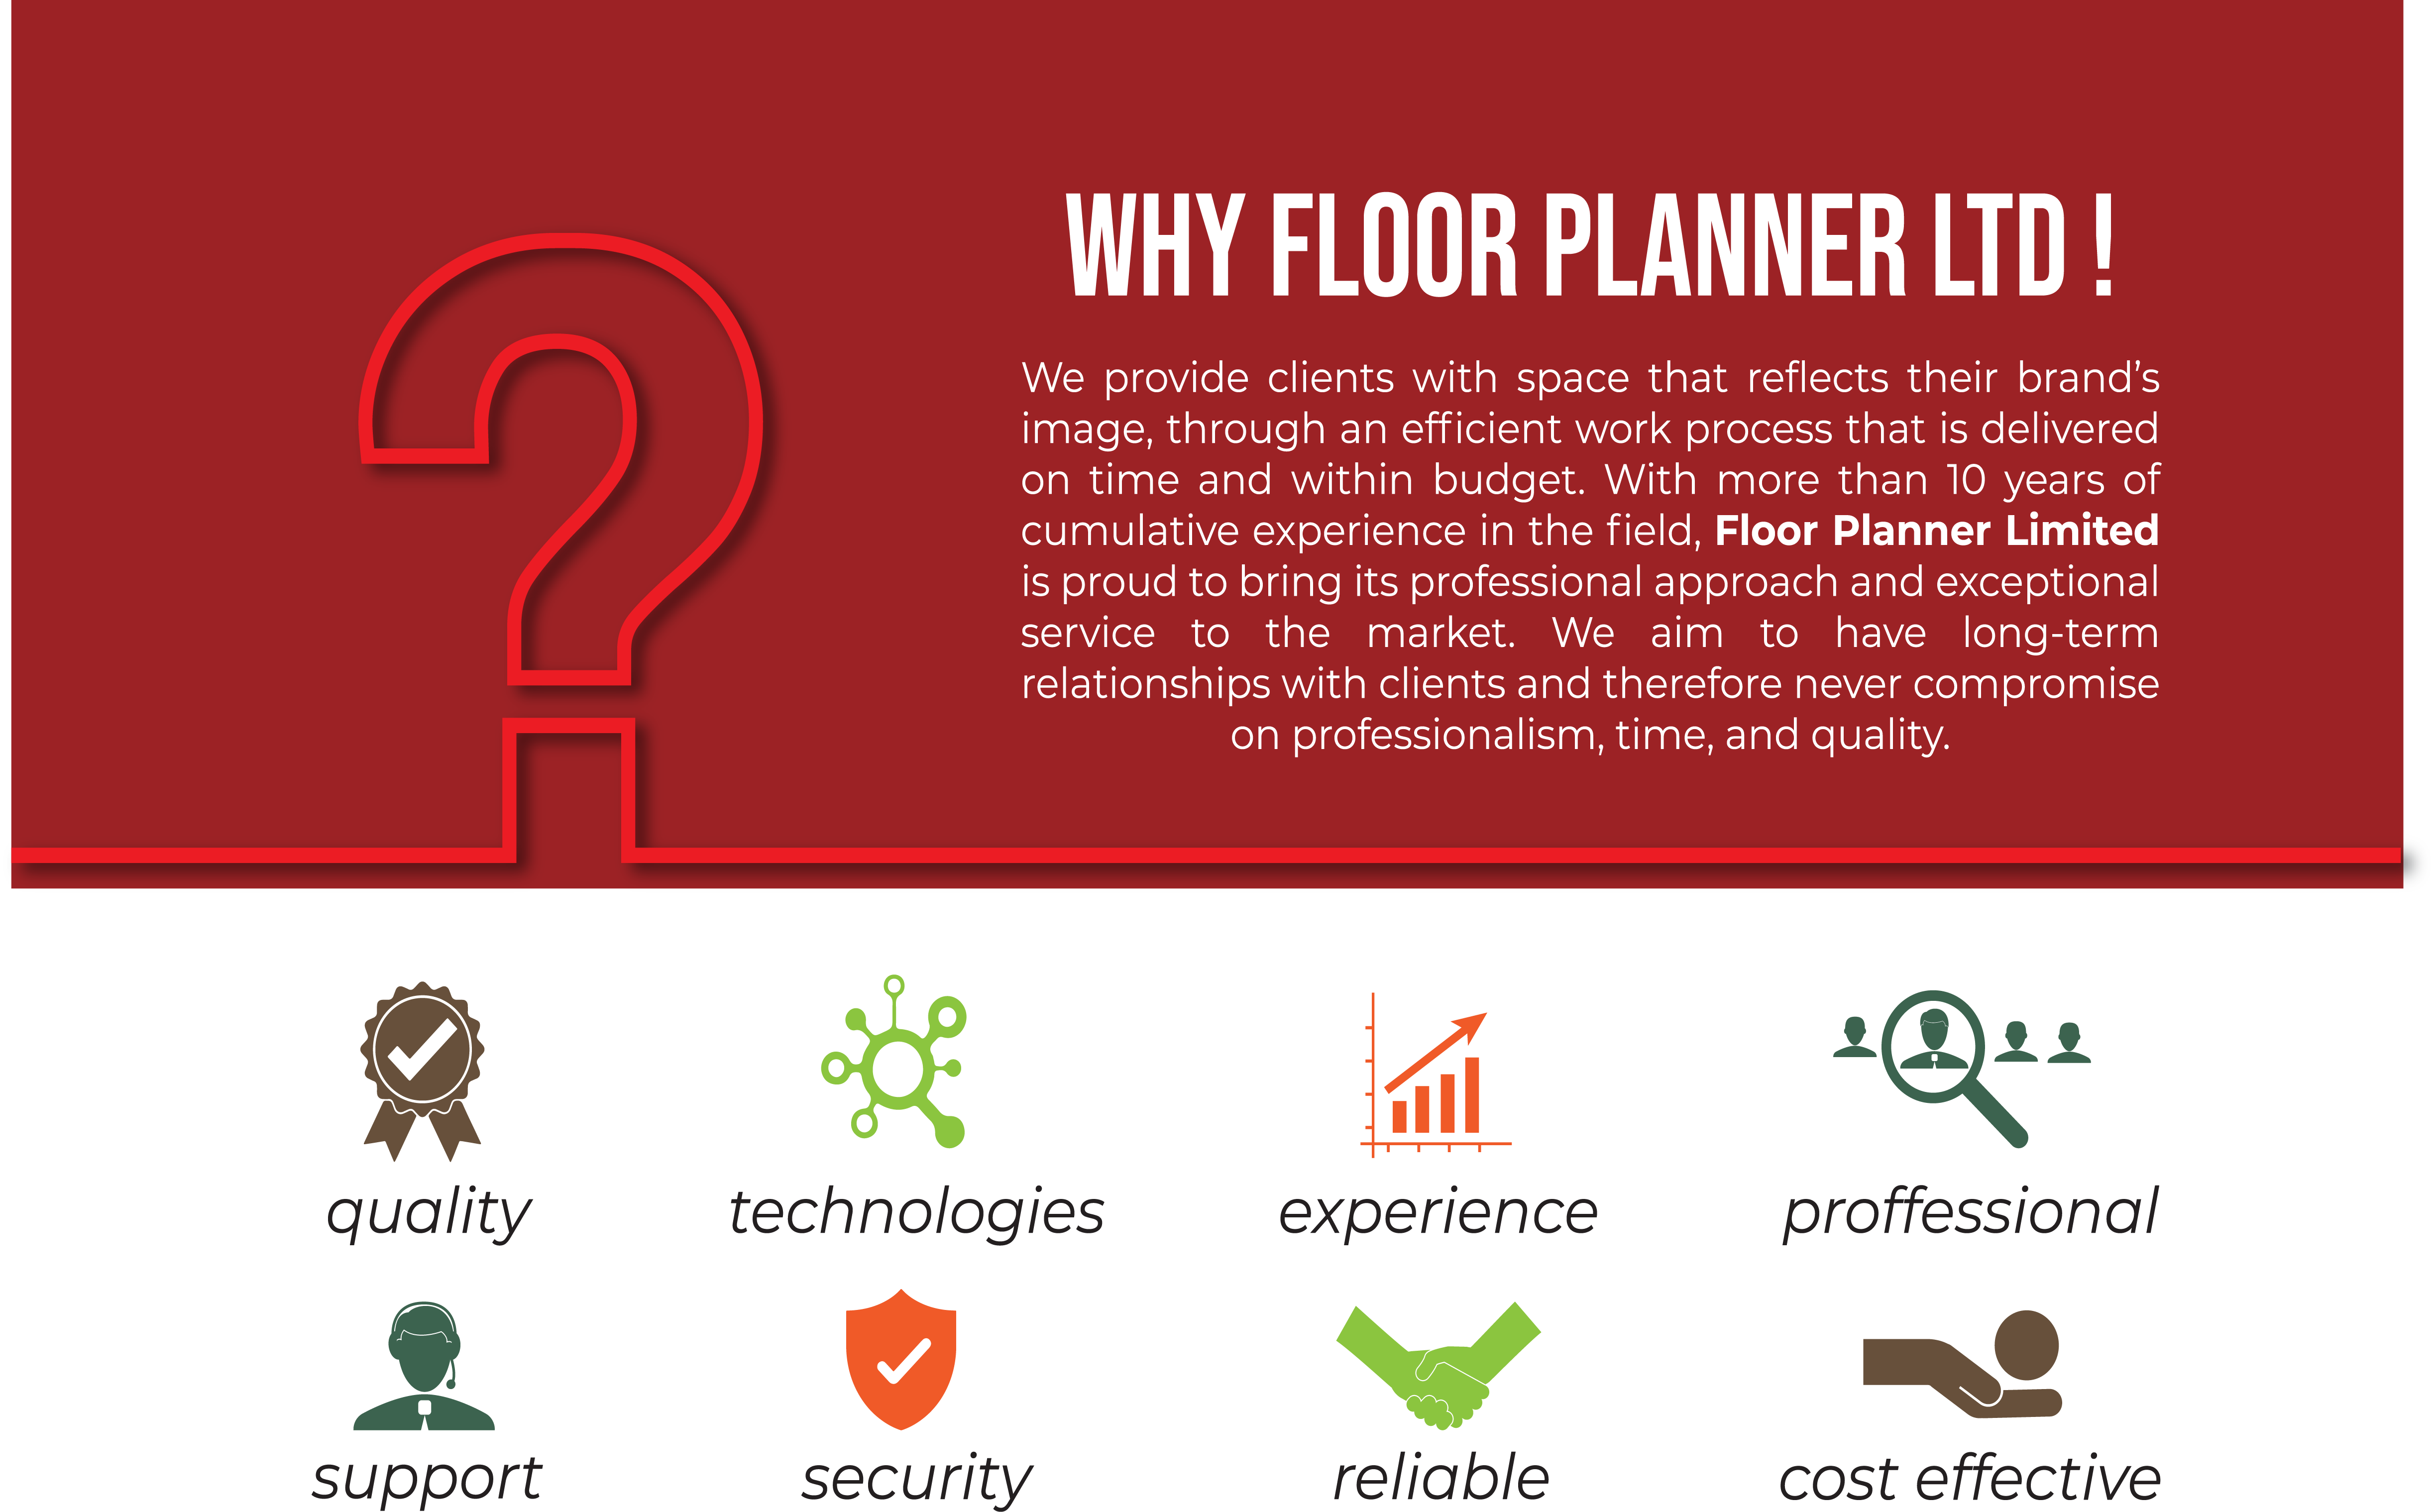 WHY FLOOR PLANNER LTD !
We provide clients with space that reflects their brand’s
image, through an efficient work process that is delivered
on time and within budget. With more than 10 years of
cumulative experience in the field, Floor Planner Limited
is proud to bring its professional approach and exceptional
service to the market. We aim to have long-term
relationships with clients and therefore never compromise
on professionalism, time, and quality.
quality
technologies
experience
proffessional
support
security
reliable
cost effective